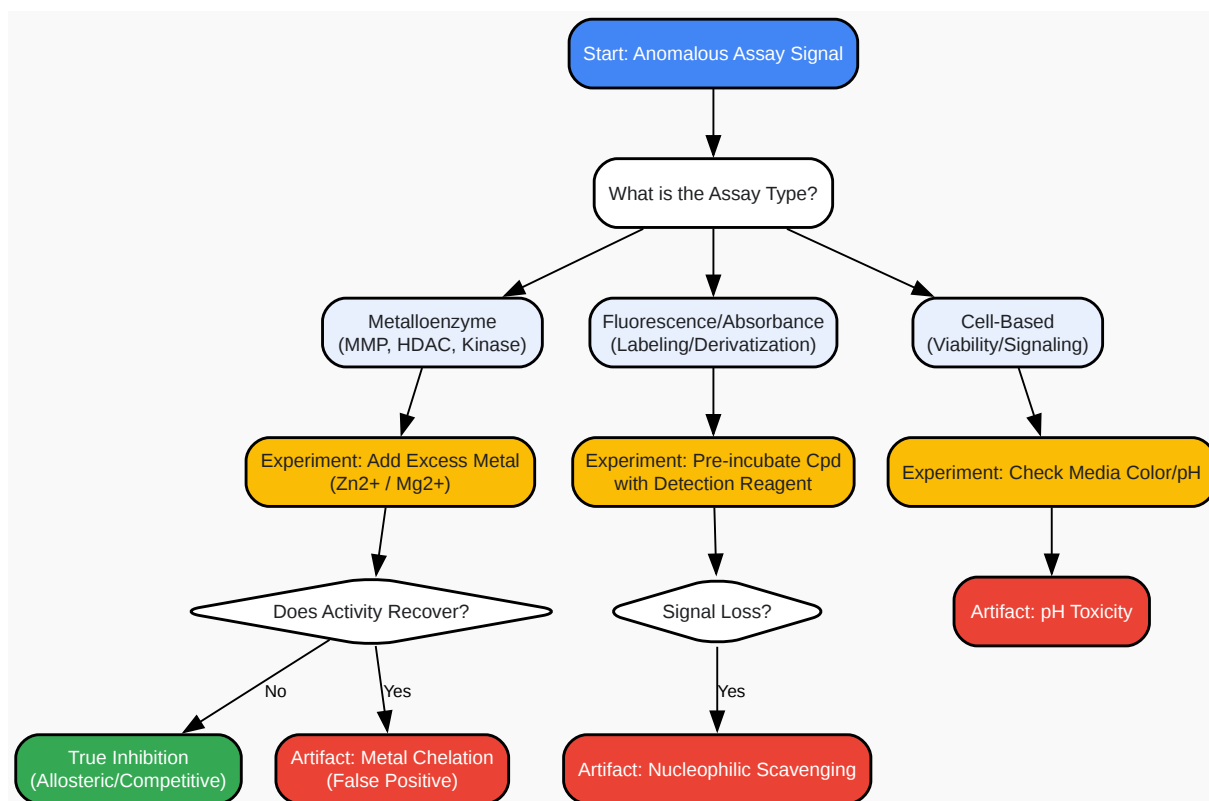 Start: Anomalous Assay Signal
What is the Assay Type?
Metalloenzyme
(MMP, HDAC, Kinase)
Fluorescence/Absorbance
(Labeling/Derivatization)
Cell-Based
(Viability/Signaling)
Experiment: Add Excess Metal
(Zn2+ / Mg2+)
Experiment: Pre-incubate Cpd
with Detection Reagent
Experiment: Check Media Color/pH
Does Activity Recover?
Signal Loss?
Artifact: pH Toxicity
No
Yes
Yes
True Inhibition
(Allosteric/Competitive)
Artifact: Metal Chelation
(False Positive)
Artifact: Nucleophilic Scavenging